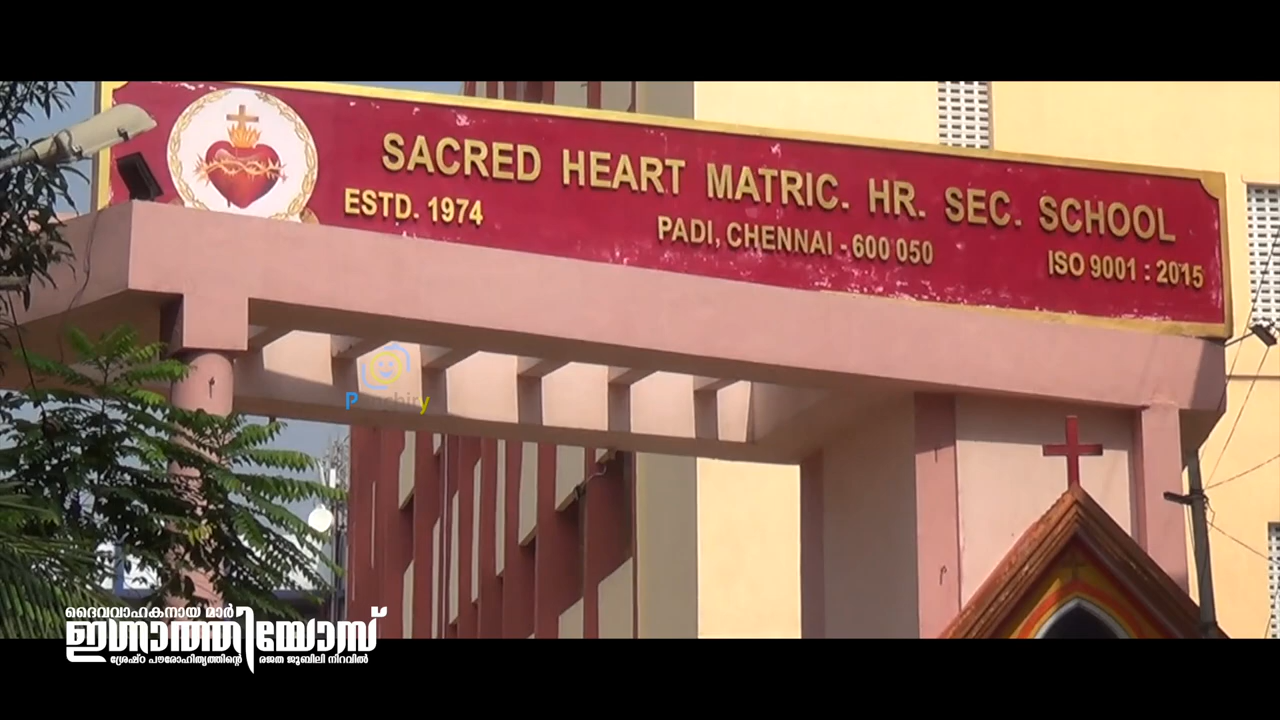 SACRED HEART MATRIC. HR. SEC. SCHOOL
ESTD. 1974
PADI, CHENNAI - 600 050
ISO 9001 : 2015
Punchiry
ദൈവവാഹകനായ മാർ
ഇഗ്നാത്തിയോസ്
ശ്രേഷ്ഠ പൗരോഹിത്യത്തിന്റെ രജത ജൂബിലി നിറവിൽ